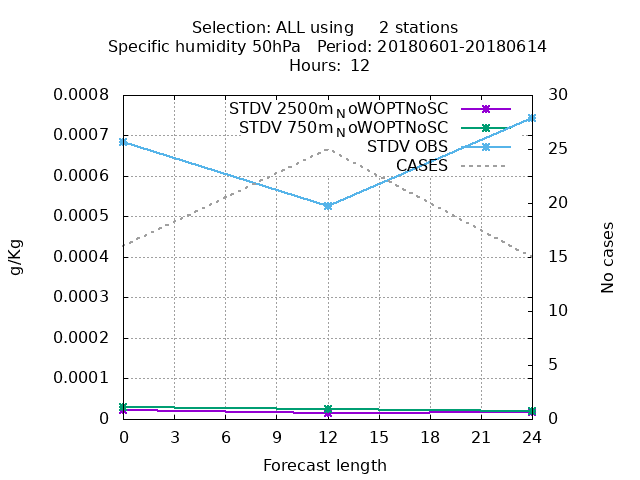 Selection: ALL using     2 stations
Specific humidity 50hPa   Period: 20180601-20180614
Hours: 12
STDV 2500m_NoWOPTNoSC
STDV 750m_NoWOPTNoSC
STDV OBS
CASES
0.0008
0.0007
0.0006
0.0005
0.0004
0.0003
0.0002
0.0001
0
g/Kg
30
25
20
15
10
5
0
No cases
0 3 6 9 12 15 18 21 24
Forecast length